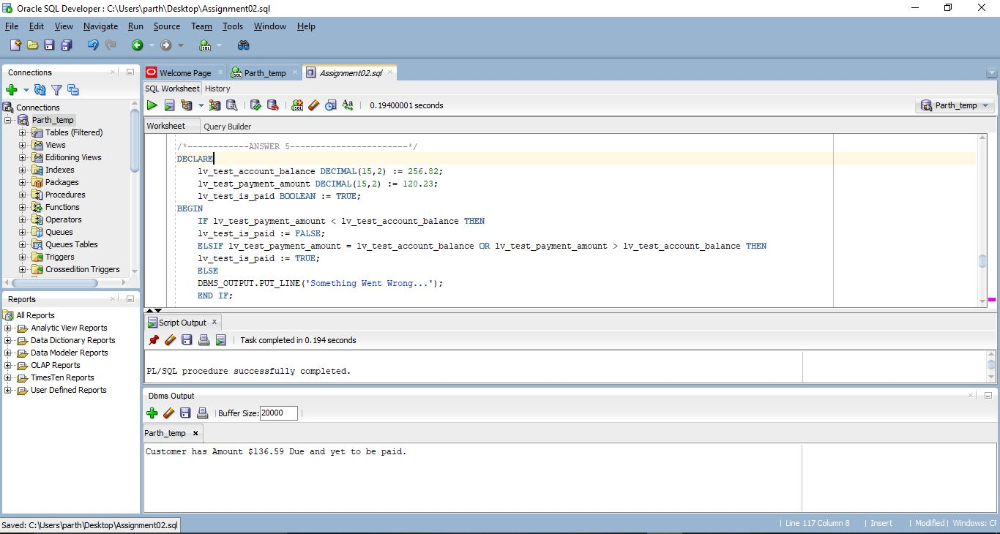 Oracle SQL Developer : C:\Users\parth\Desktop\Assignment02.sql
File Edit View Navigate Run Source Team Tools Window Help
Connections
Connections
Parth_temp
Tables (Filtered)
Views
Editioning Views
Indexes
Packages
Procedures
Functions
Operators
Queues
Queues Tables
Triggers
Crossedition Triggers
Reports
All Reports
Analytic View Reports
Data Dictionary Reports
Data Modeler Reports
OLAP Reports
TimesTen Reports
User Defined Reports
Welcome Page Parth_temp Assignment02.sql
SQL Worksheet History
0.19400001 seconds
Parth_temp
Worksheet Query Builder
/*------------ANSWER 5-----------------------*/
DECLARE
lv_test_account_balance DECIMAL(15,2) := 256.82;
lv_test_payment_amount DECIMAL(15,2) := 120.23;
lv_test_is_paid BOOLEAN := TRUE;
BEGIN
IF lv_test_payment_amount < lv_test_account_balance THEN
lv_test_is_paid := FALSE;
ELSIF lv_test_payment_amount = lv_test_account_balance OR lv_test_payment_amount > lv_test_account_balance THEN
lv_test_is_paid := TRUE;
ELSE
DBMS_OUTPUT.PUT_LINE('Something Went Wrong...');
END IF;
Script Output
Task completed in 0.194 seconds
PL/SQL procedure successfully completed.
Dbms Output
Buffer Size: 20000
Parth_temp
Customer has Amount $136.59 Due and yet to be paid.
Saved: C:\Users\parth\Desktop\Assignment02.sql
Line 117 Column 8 | Insert | Modified | Windows: CF